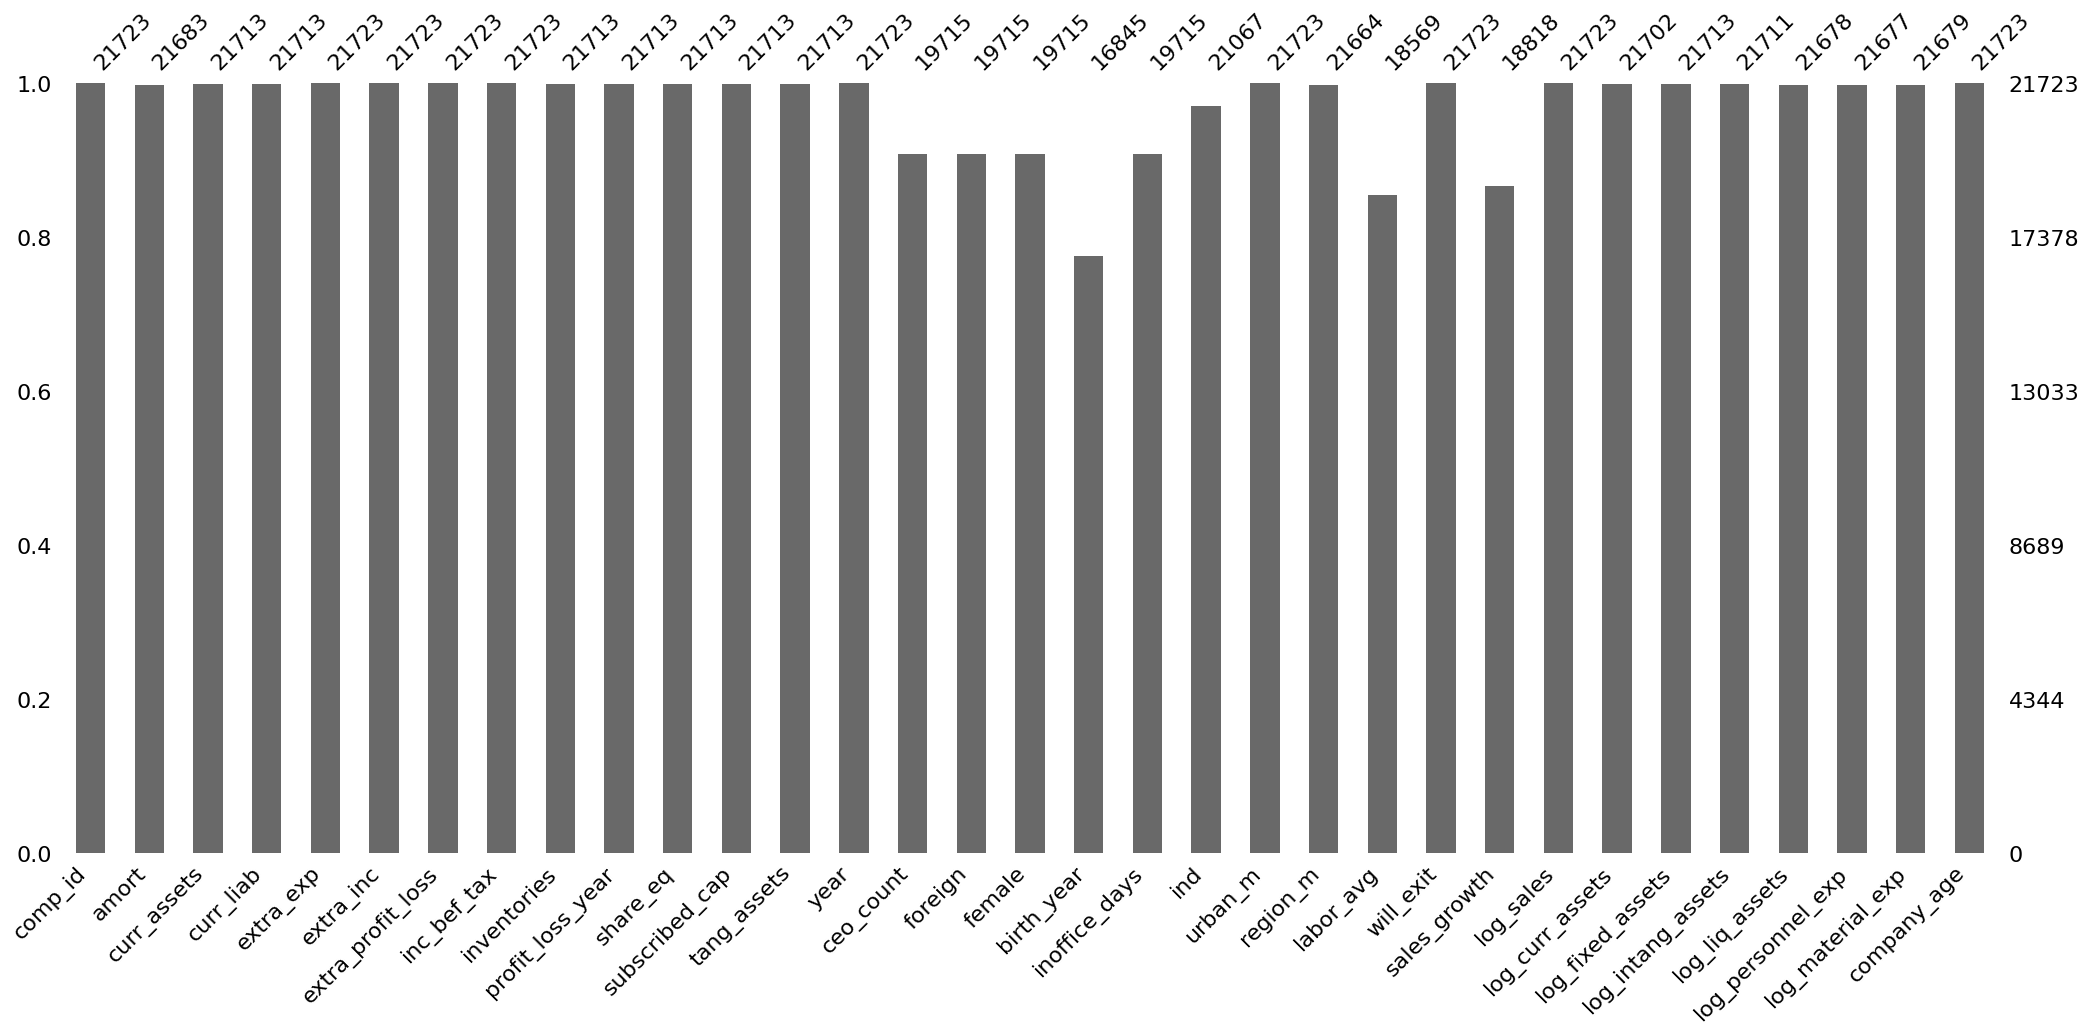 21723
21683
21713
21713
21723
21723
21723
21723
21713
21713
21713
21713
21713
21723
19715
19715
19715
16845
19715
21067
21723
21664
18569
21723
18818
21723
21702
21713
21711
21678
21677
21679
21723
1.0
21723
0.8
17378
0.6
13033
0.4
8689
0.2
4344
0.0
0
comp_id
amort
curr_assets
curr_liab
extra_exp
extra_inc
extra_profit_loss
inc_bef_tax
inventories
profit_loss_year
share_eq
subscribed_cap
tang_assets
year
ceo_count
foreign
female
birth_year
inoffice_days
ind
urban_m
region_m
labor_avg
will_exit
sales_growth
log_sales
log_curr_assets
log_fixed_assets
log_intang_assets
log_liq_assets
log_personnel_exp
log_material_exp
company_age